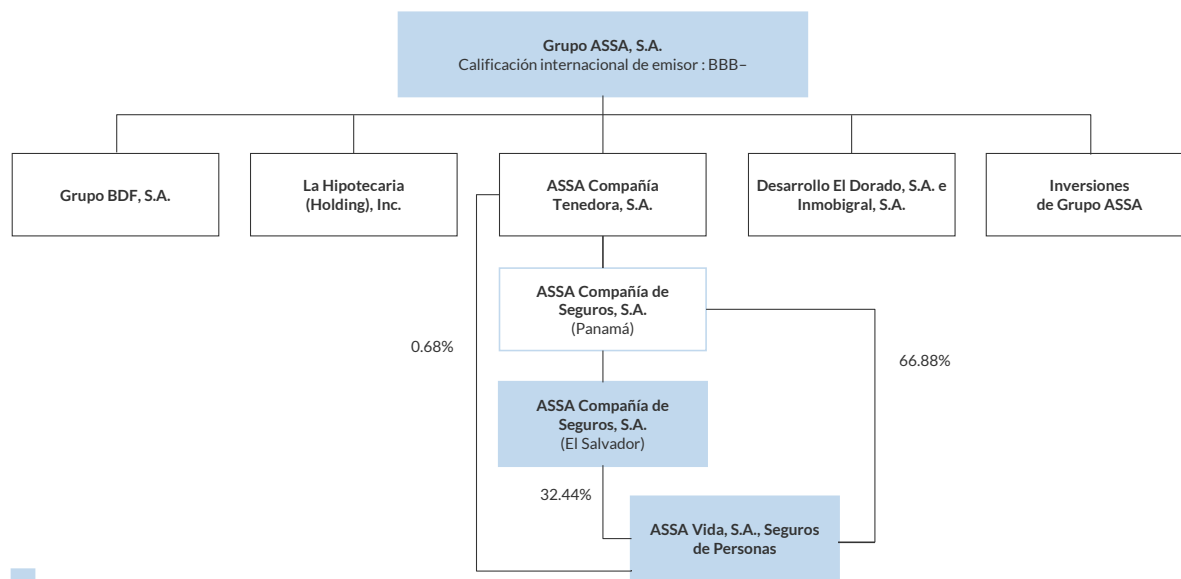 Grupo ASSA, S.A.
Calificación internacional de emisor : BBB–
Grupo BDF, S.A.
La Hipotecaria
(Holding), Inc.
ASSA Compañía
Tenedora, S.A.
Desarrollo El Dorado, S.A. e
Inmobigral, S.A.
Inversiones
de Grupo ASSA
ASSA Compañía de
Seguros, S.A.
(Panamá)
0.68%
66.88%
ASSA Compañía de
Seguros, S.A.
(El Salvador)
32.44%
ASSA Vida, S.A., Seguros
de Personas